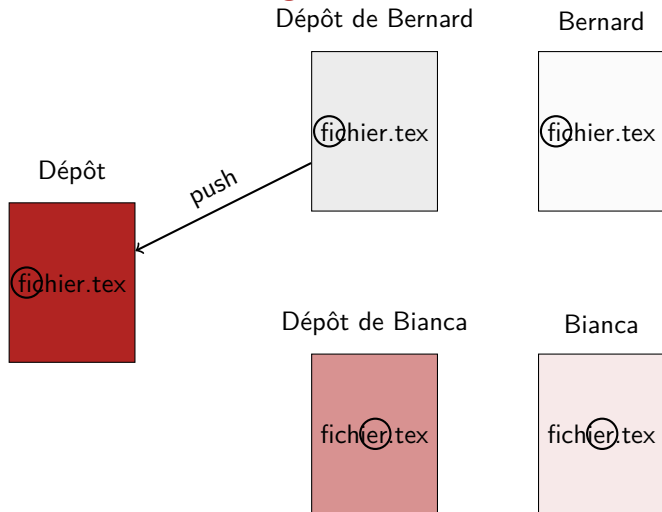 Dépôt de Bernard
Bernard
fichier.tex
fichier.tex
Dépôt
push
fichier.tex
Dépôt de Bianca
Bianca
fichier.tex
fichier.tex